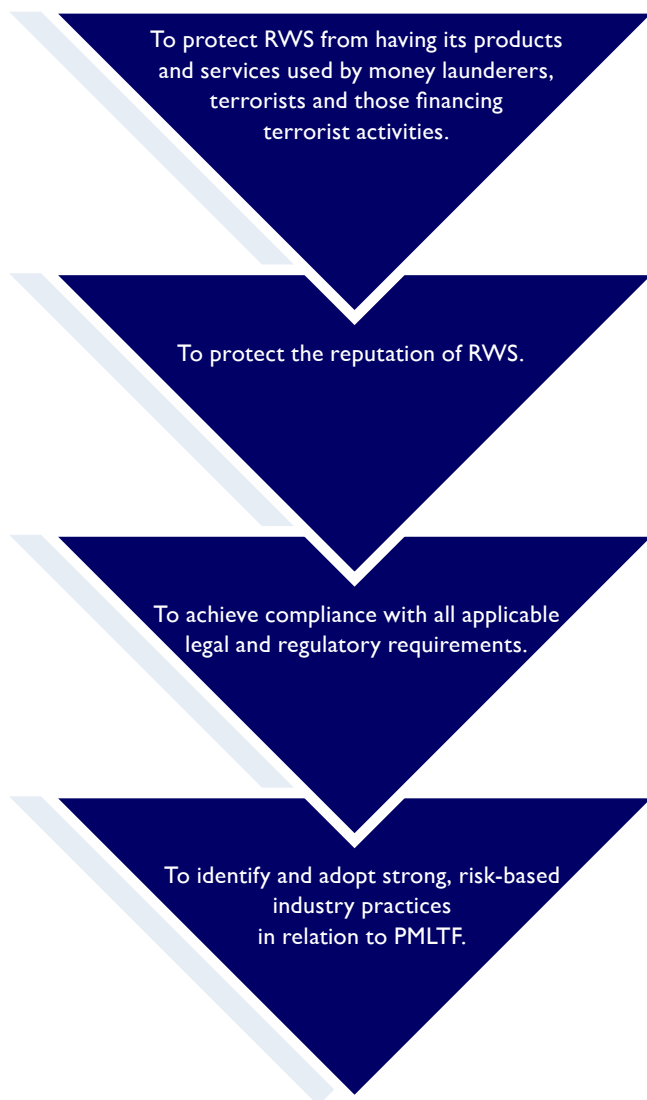 To protect RWS from having its products
and services used by money launderers,
terrorists and those financing
terrorist activities.
To protect the reputation of RWS.
To achieve compliance with all applicable
legal and regulatory requirements.
To identify and adopt strong, risk-based
industry practices
in relation to PMLTF.